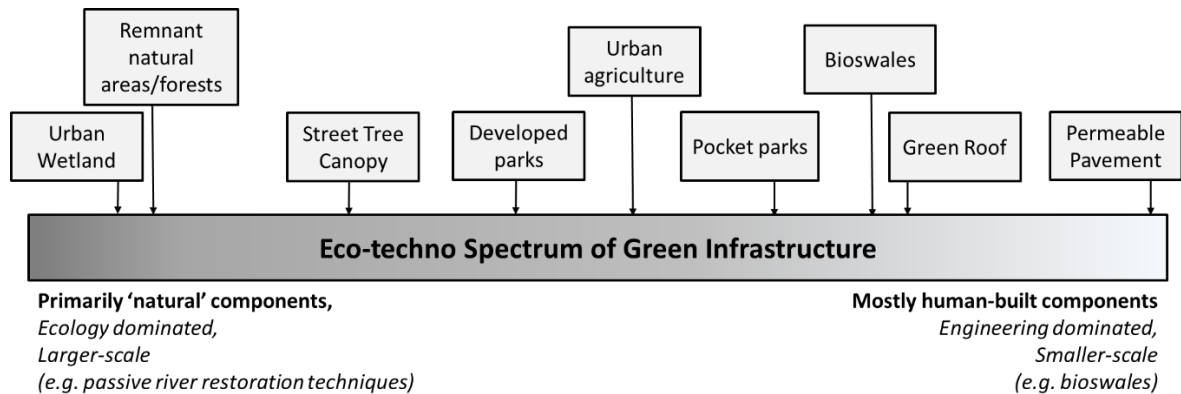 Remnant
natural
areas/forests
Urban
Wetland
Street Tree
Canopy
Developed
parks
Urban
agriculture
Pocket parks
Bioswales
Green Roof
Permeable
Pavement
Eco-techno Spectrum of Green Infrastructure
Primarily ‘natural’ components,
Ecology dominated,
Larger-scale
(e.g. passive river restoration techniques)
Mostly human-built components
Engineering dominated,
Smaller-scale
(e.g. bioswales)